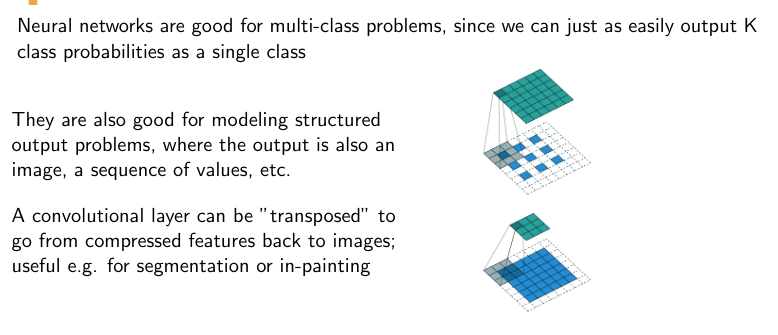 Neural networks are good for multi-class problems, since we can just as easily output K
class probabilities as a single class
They are also good for modeling structured
output problems, where the output is also an
image, a sequence of values, etc.
A convolutional layer can be ”transposed” to
go from compressed features back to images;
useful e.g. for segmentation or in-painting